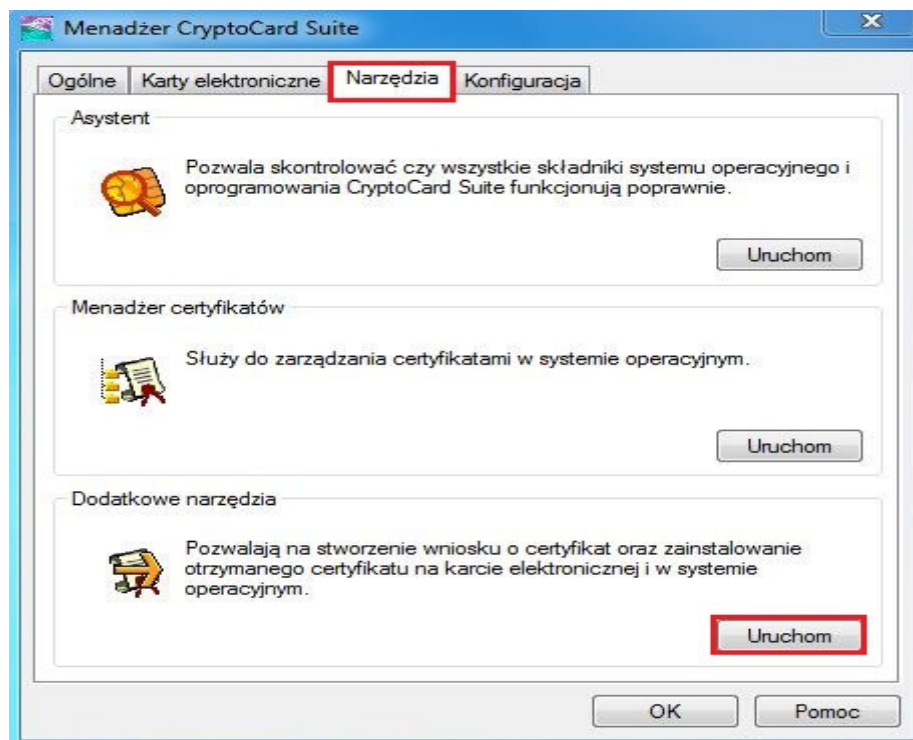 Menadżer CryptoCard Suite
Ogólne Karty elektroniczne Narzędzia Konfiguracja
Asystent
Pozwala skontrolować czy wszystkie składniki systemu operacyjnego i
oprogramowania CryptoCard Suite funkcjonują poprawnie.
Uruchom
Menadżer certyfikatów
Służy do zarządzania certyfikatami w systemie operacyjnym.
Uruchom
Dodatkowe narzędzia
Pozwalają na stworzenie wniosku o certyfikat oraz zainstalowanie
otrzymanego certyfikatu na karcie elektronicznej i w systemie
operacyjnym.
Uruchom
OK Pomoc